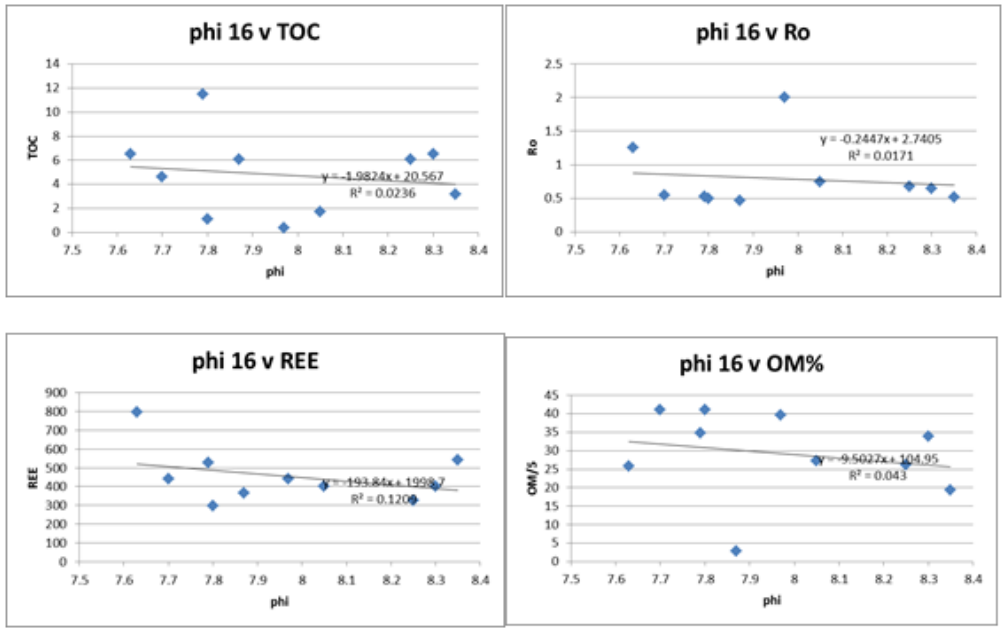 phi 16 v TOC
14
12
10
8
6
4
2
0
TOC
y = -1.9824x + 20.567
R² = 0.0236
7.5 7.6 7.7 7.8 7.9 8 8.1 8.2 8.3 8.4
phi
phi 16 v Ro
2.5
2
1.5
1
0.5
0
Ro
y = -0.2447x + 2.7405
R² = 0.0171
7.5 7.6 7.7 7.8 7.9 8 8.1 8.2 8.3 8.4
phi
phi 16 v REE
900
800
700
600
500
400
300
200
100
0
REE
y = -193.84x + 1998.7
R² = 0.1209
7.5 7.6 7.7 7.8 7.9 8 8.1 8.2 8.3 8.4
phi
phi 16 v OM%
45
40
35
30
25
20
15
10
5
0
OM/S
y = -9.5027x + 104.95
R² = 0.043
7.5 7.6 7.7 7.8 7.9 8 8.1 8.2 8.3 8.4
phi